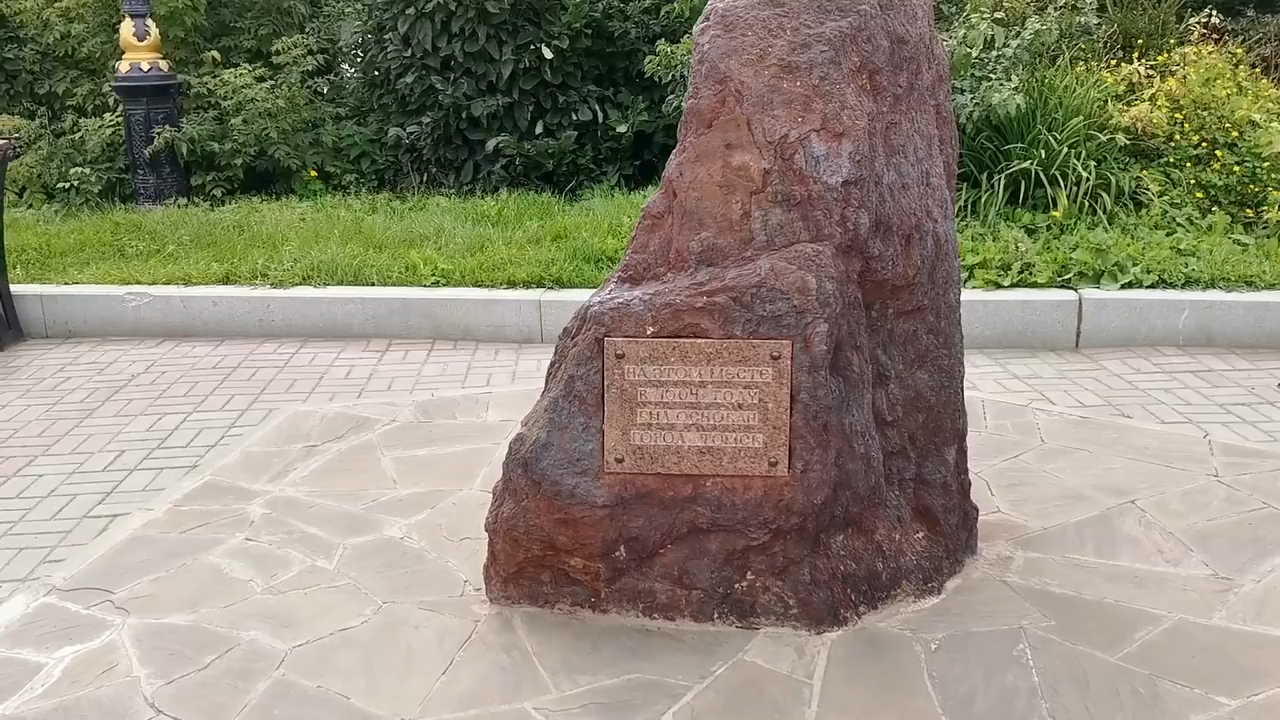 НА ЭТОМ МЕСТЕ
В 1604 ГОДУ
БЫЛ ОСНОВАН
ГОРОД ТОМСК